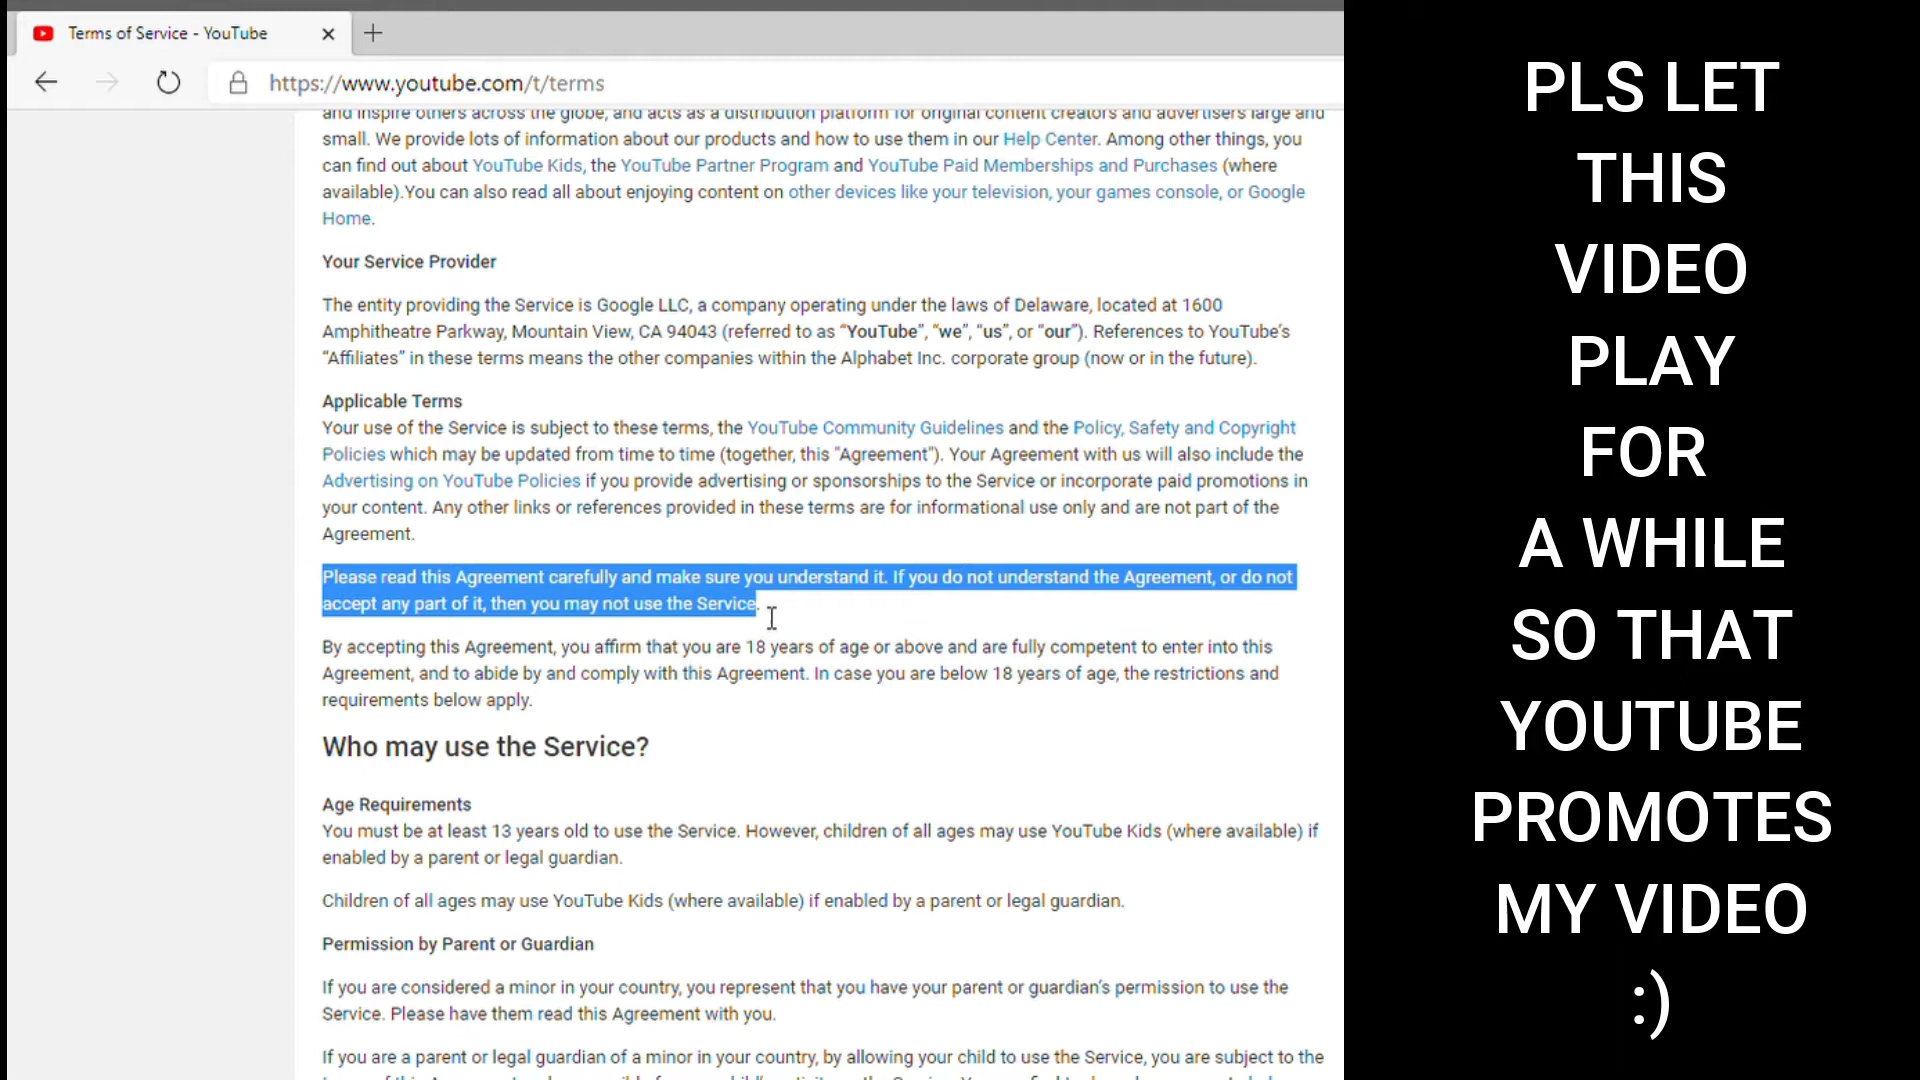 Terms of Service - YouTube
https://www.youtube.com/t/terms
and inspire others across the globe, and acts as a distribution platform for original content creators and advertisers large and
small. We provide lots of information about our products and how to use them in our Help Center. Among other things, you
can find out about YouTube Kids, the YouTube Partner Program and YouTube Paid Memberships and Purchases (where
available).You can also read all about enjoying content on other devices like your television, your games console, or Google
Home.
Your Service Provider
The entity providing the Service is Google LLC, a company operating under the laws of Delaware, located at 1600
Amphitheatre Parkway, Mountain View, CA 94043 (referred to as “YouTube”, “we”, “us”, or “our”). References to YouTube’s
“Affiliates” in these terms means the other companies within the Alphabet Inc. corporate group (now or in the future).
Applicable Terms
Your use of the Service is subject to these terms, the YouTube Community Guidelines and the Policy, Safety and Copyright
Policies which may be updated from time to time (together, this "Agreement"). Your Agreement with us will also include the
Advertising on YouTube Policies if you provide advertising or sponsorships to the Service or incorporate paid promotions in
your content. Any other links or references provided in these terms are for informational use only and are not part of the
Agreement.
Please read this Agreement carefully and make sure you understand it. If you do not understand the Agreement, or do not
accept any part of it, then you may not use the Service.
By accepting this Agreement, you affirm that you are 18 years of age or above and are fully competent to enter into this
Agreement, and to abide by and comply with this Agreement. In case you are below 18 years of age, the restrictions and
requirements below apply.
Who may use the Service?
Age Requirements
You must be at least 13 years old to use the Service. However, children of all ages may use YouTube Kids (where available) if
enabled by a parent or legal guardian.
Children of all ages may use YouTube Kids (where available) if enabled by a parent or legal guardian.
Permission by Parent or Guardian
If you are considered a minor in your country, you represent that you have your parent or guardian’s permission to use the
Service. Please have them read this Agreement with you.
If you are a parent or legal guardian of a minor in your country, by allowing your child to use the Service, you are subject to the
PLS LET
THIS
VIDEO
PLAY
FOR
A WHILE
SO THAT
YOUTUBE
PROMOTES
MY VIDEO
:)